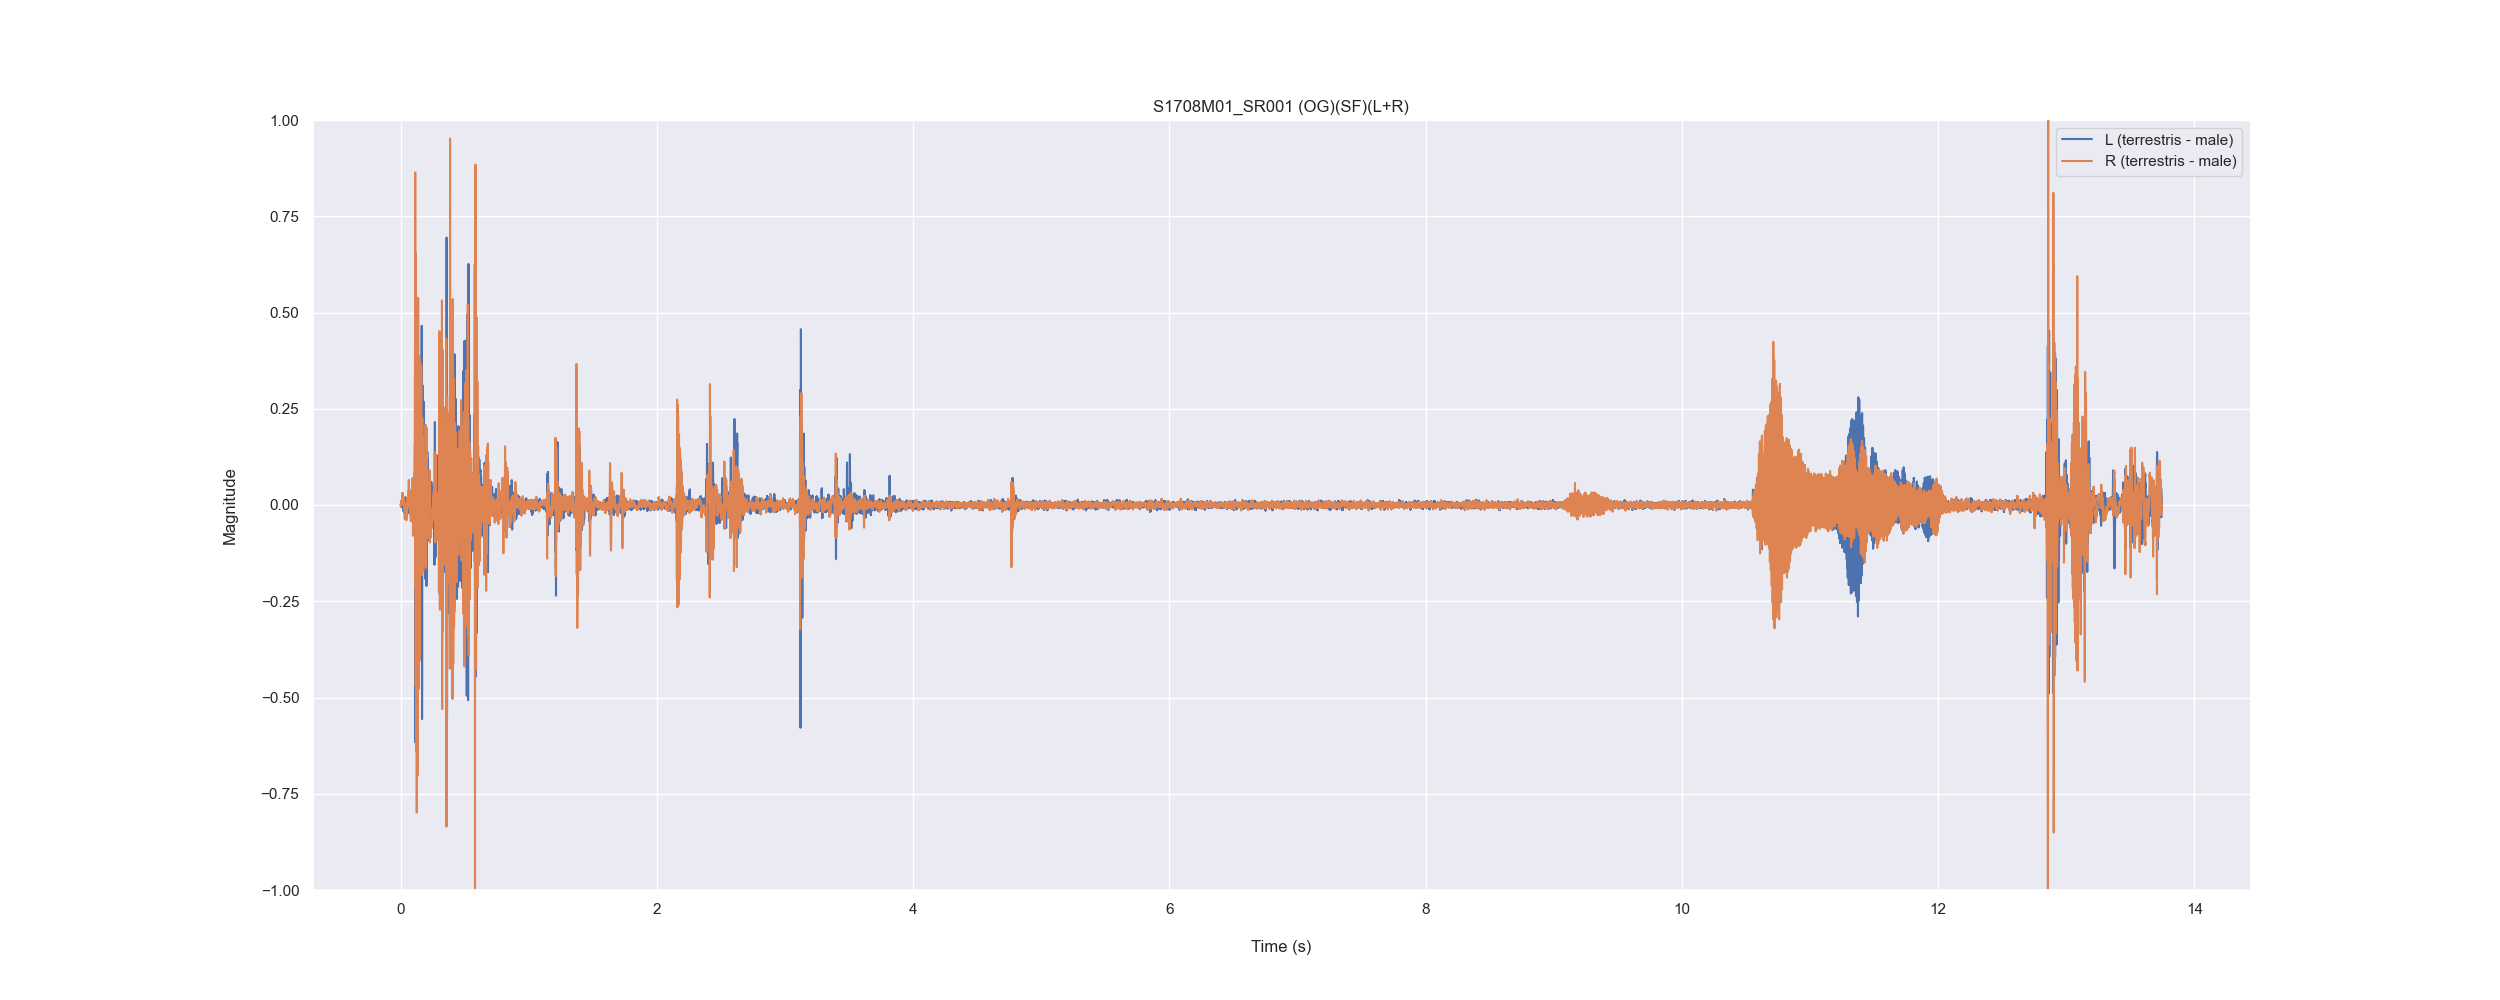 S1708M01_SR001 (OG)(SF)(L+R)
1.00
0.75
0.50
0.25
0.00
−0.25
−0.50
−0.75
−1.00
Magnitude
L (terrestris - male)
R (terrestris - male)
0 2 4 6 8 10 12 14
Time (s)